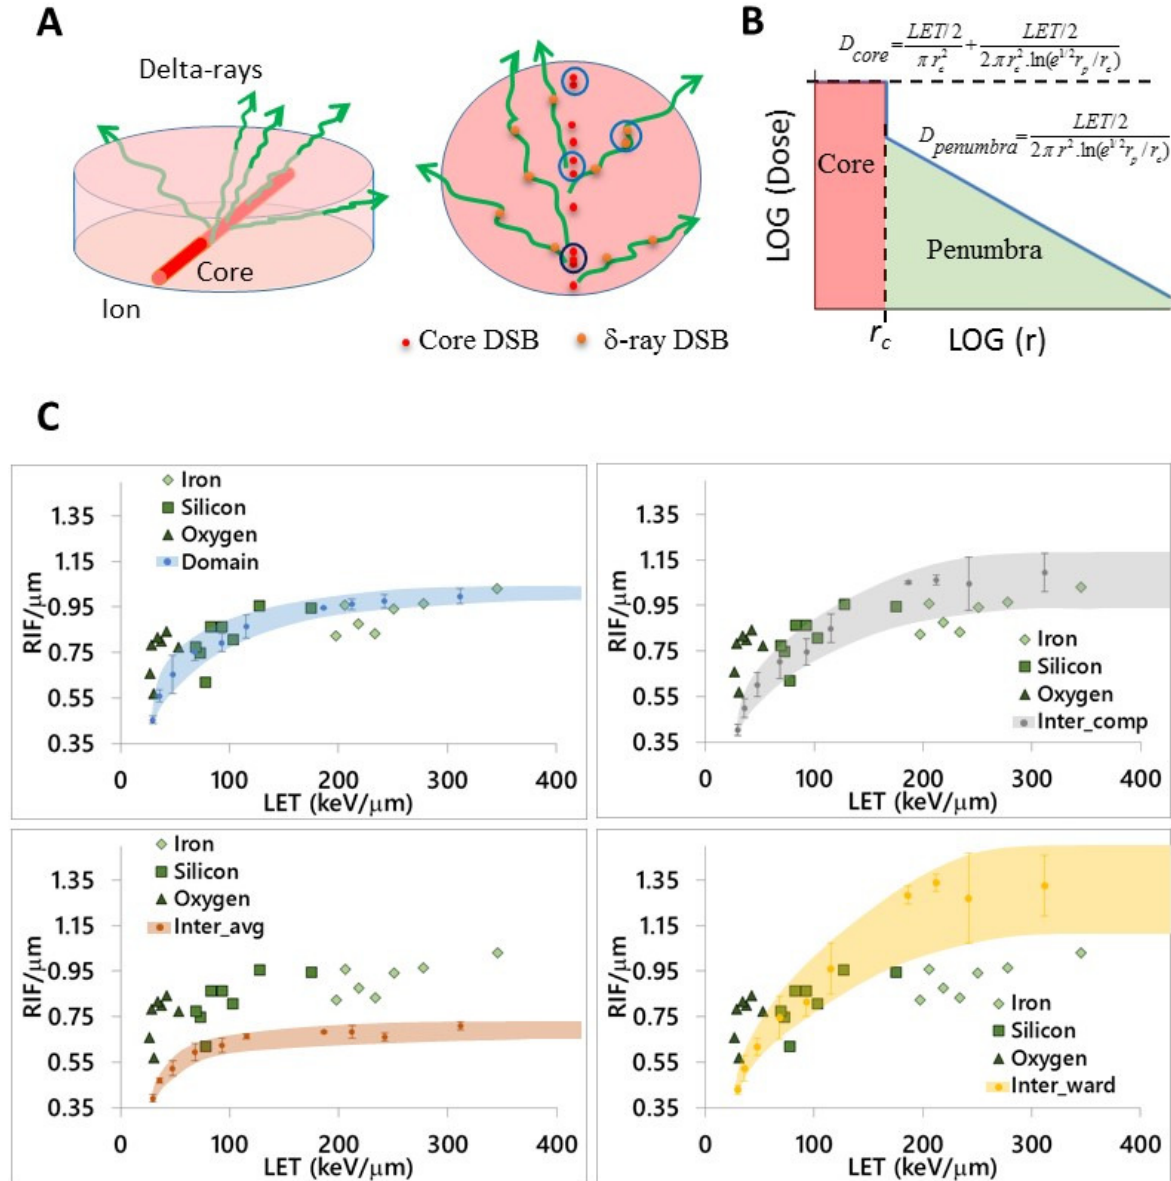 A
B
Delta-rays
Core
Ion
• Core DSB
δ-ray DSB
D_core = LET/2 / πr_c² + LET/2 / 2πr_c².ln(e^1/2 r_p/r_c)
D_penumbra = LET/2 / 2πr².ln(e^1/2 r_p/r_c)
LOG (Dose)
Core
Penumbra
r_c
LOG (r)
C
Iron
Silicon
Oxygen
Domain
RIF/μm
1.35
1.15
0.95
0.75
0.55
0.35
0 100 200 300 400
LET (keV/μm)
RIF/μm
1.35
1.15
0.95
0.75
0.55
0.35
Iron
Silicon
Oxygen
Inter_comp
0 100 200 300 400
LET (keV/μm)
Iron
Silicon
Oxygen
Inter_avg
RIF/μm
1.35
1.15
0.95
0.75
0.55
0.35
0 100 200 300 400
LET (keV/μm)
RIF/μm
1.35
1.15
0.95
0.75
0.55
0.35
Iron
Silicon
Oxygen
Inter_ward
0 100 200 300 400
LET (keV/μm)